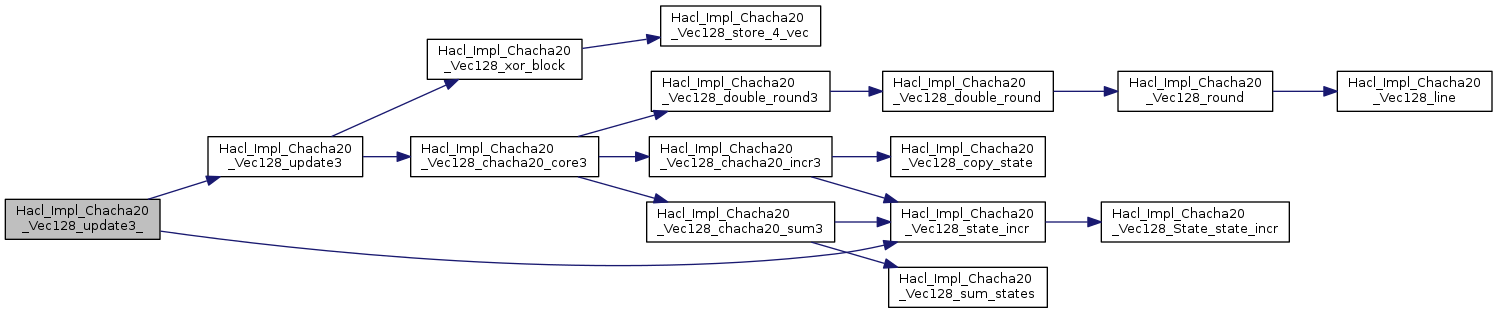 Hacl_Impl_Chacha20
_Vec128_update3_
Hacl_Impl_Chacha20
_Vec128_update3
Hacl_Impl_Chacha20
_Vec128_xor_block
Hacl_Impl_Chacha20
_Vec128_store_4_vec
Hacl_Impl_Chacha20
_Vec128_chacha20_core3
Hacl_Impl_Chacha20
_Vec128_double_round3
Hacl_Impl_Chacha20
_Vec128_double_round
Hacl_Impl_Chacha20
_Vec128_round
Hacl_Impl_Chacha20
_Vec128_line
Hacl_Impl_Chacha20
_Vec128_chacha20_incr3
Hacl_Impl_Chacha20
_Vec128_copy_state
Hacl_Impl_Chacha20
_Vec128_chacha20_sum3
Hacl_Impl_Chacha20
_Vec128_state_incr
Hacl_Impl_Chacha20
_Vec128_State_state_incr
Hacl_Impl_Chacha20
_Vec128_sum_states